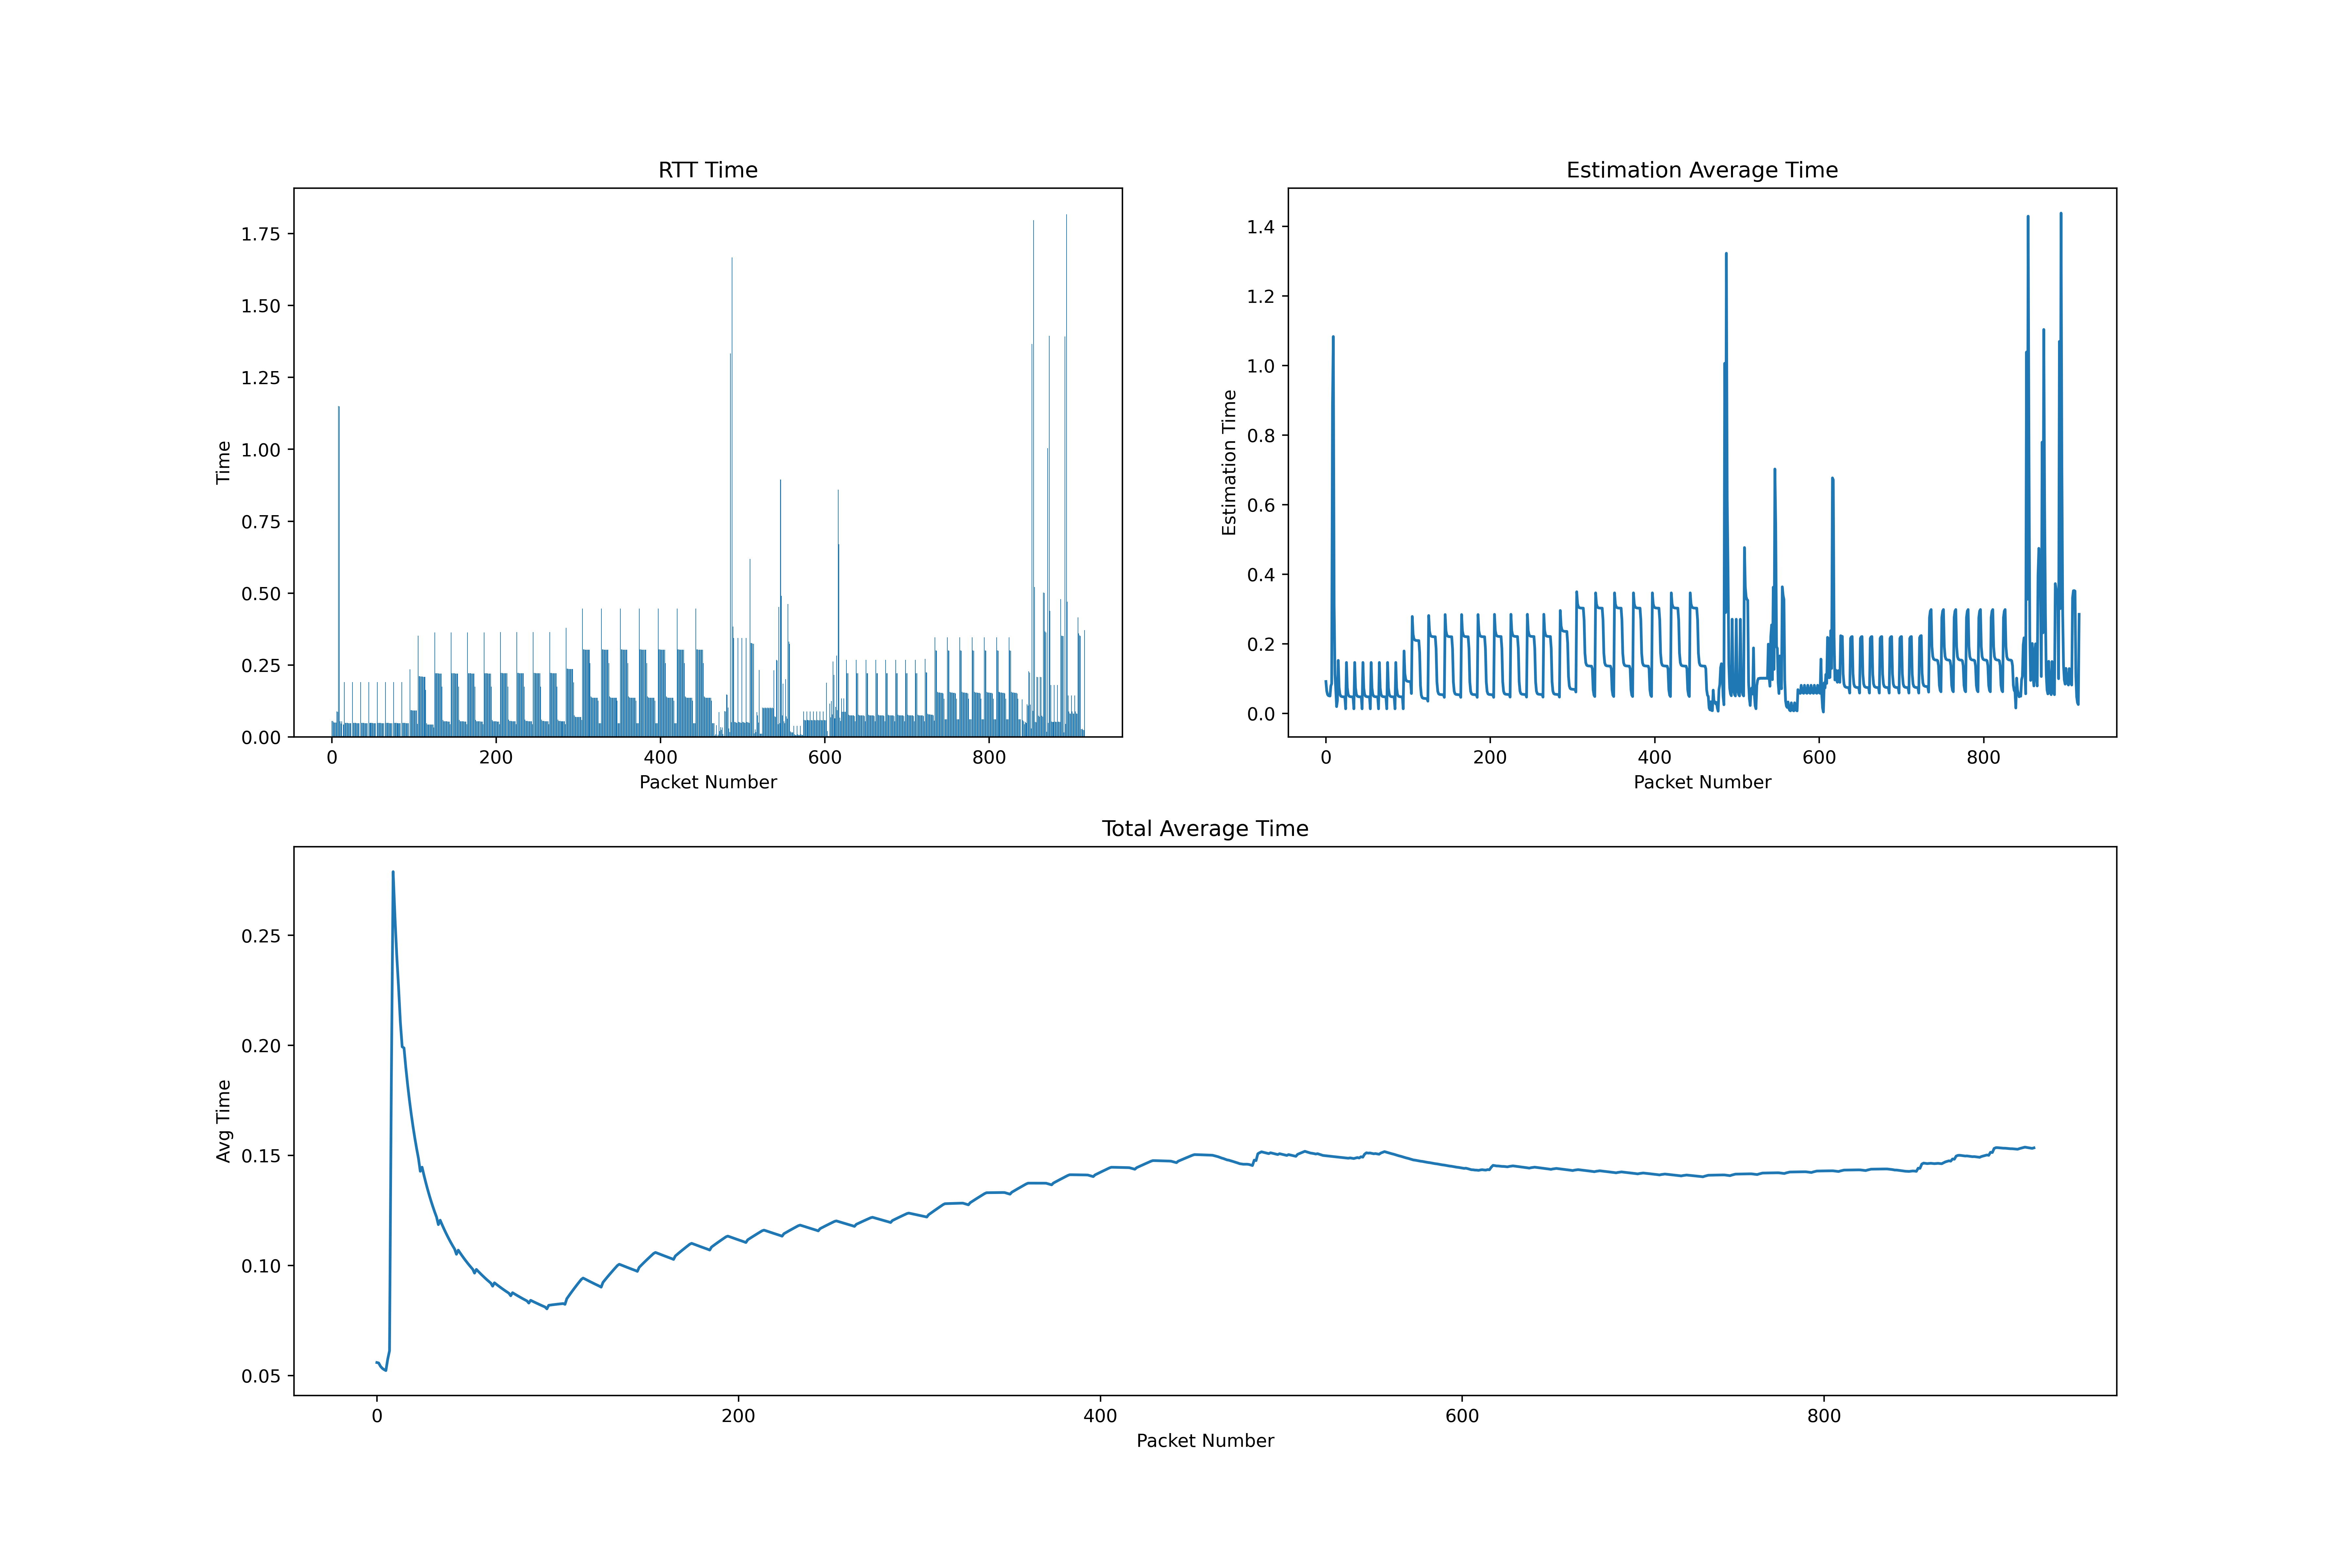 RTT Time
1.75
1.50
1.25
1.00
0.75
0.50
0.25
0.00
Time
0 200 400 600 800
Packet Number
Estimation Average Time
1.4
1.2
1.0
0.8
0.6
0.4
0.2
0.0
Estimation Time
0 200 400 600 800
Packet Number
Total Average Time
0.25
0.20
0.15
0.10
0.05
Avg Time
0 200 400 600 800
Packet Number